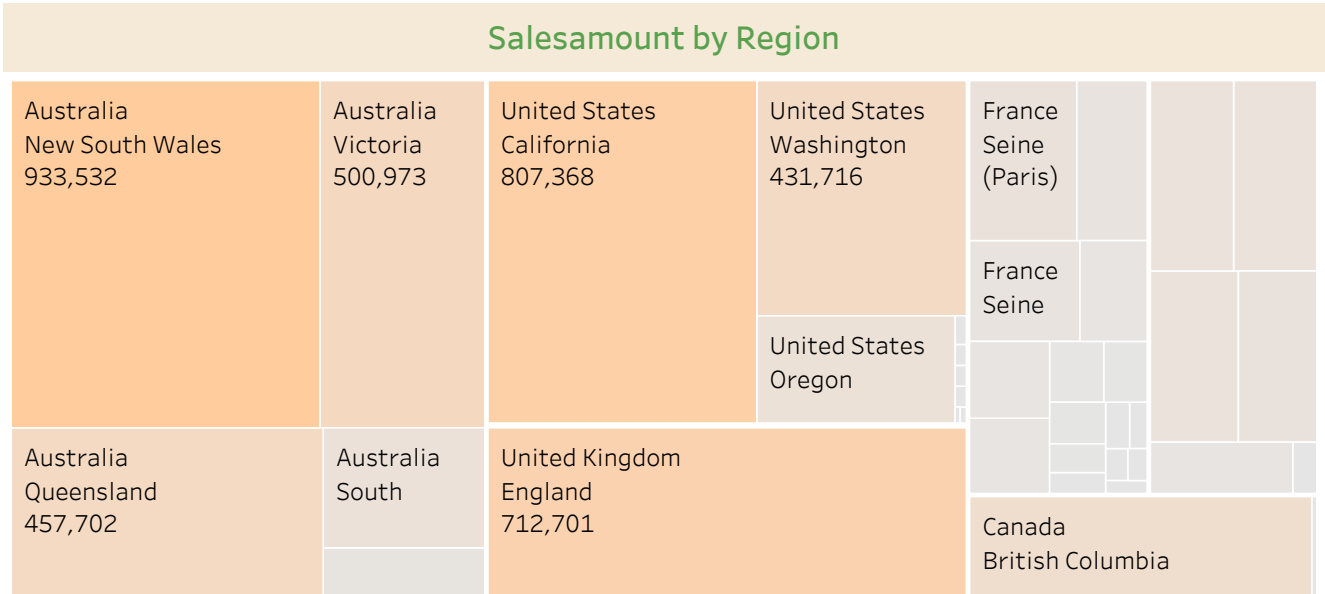 Salesamount by Region
Australia
New South Wales
933,532
Australia
Victoria
500,973
United States
California
807,368
United States
Washington
431,716
United States
Oregon
France
Seine
(Paris)
France
Seine
Australia
Queensland
457,702
Australia
South
United Kingdom
England
712,701
Canada
British Columbia